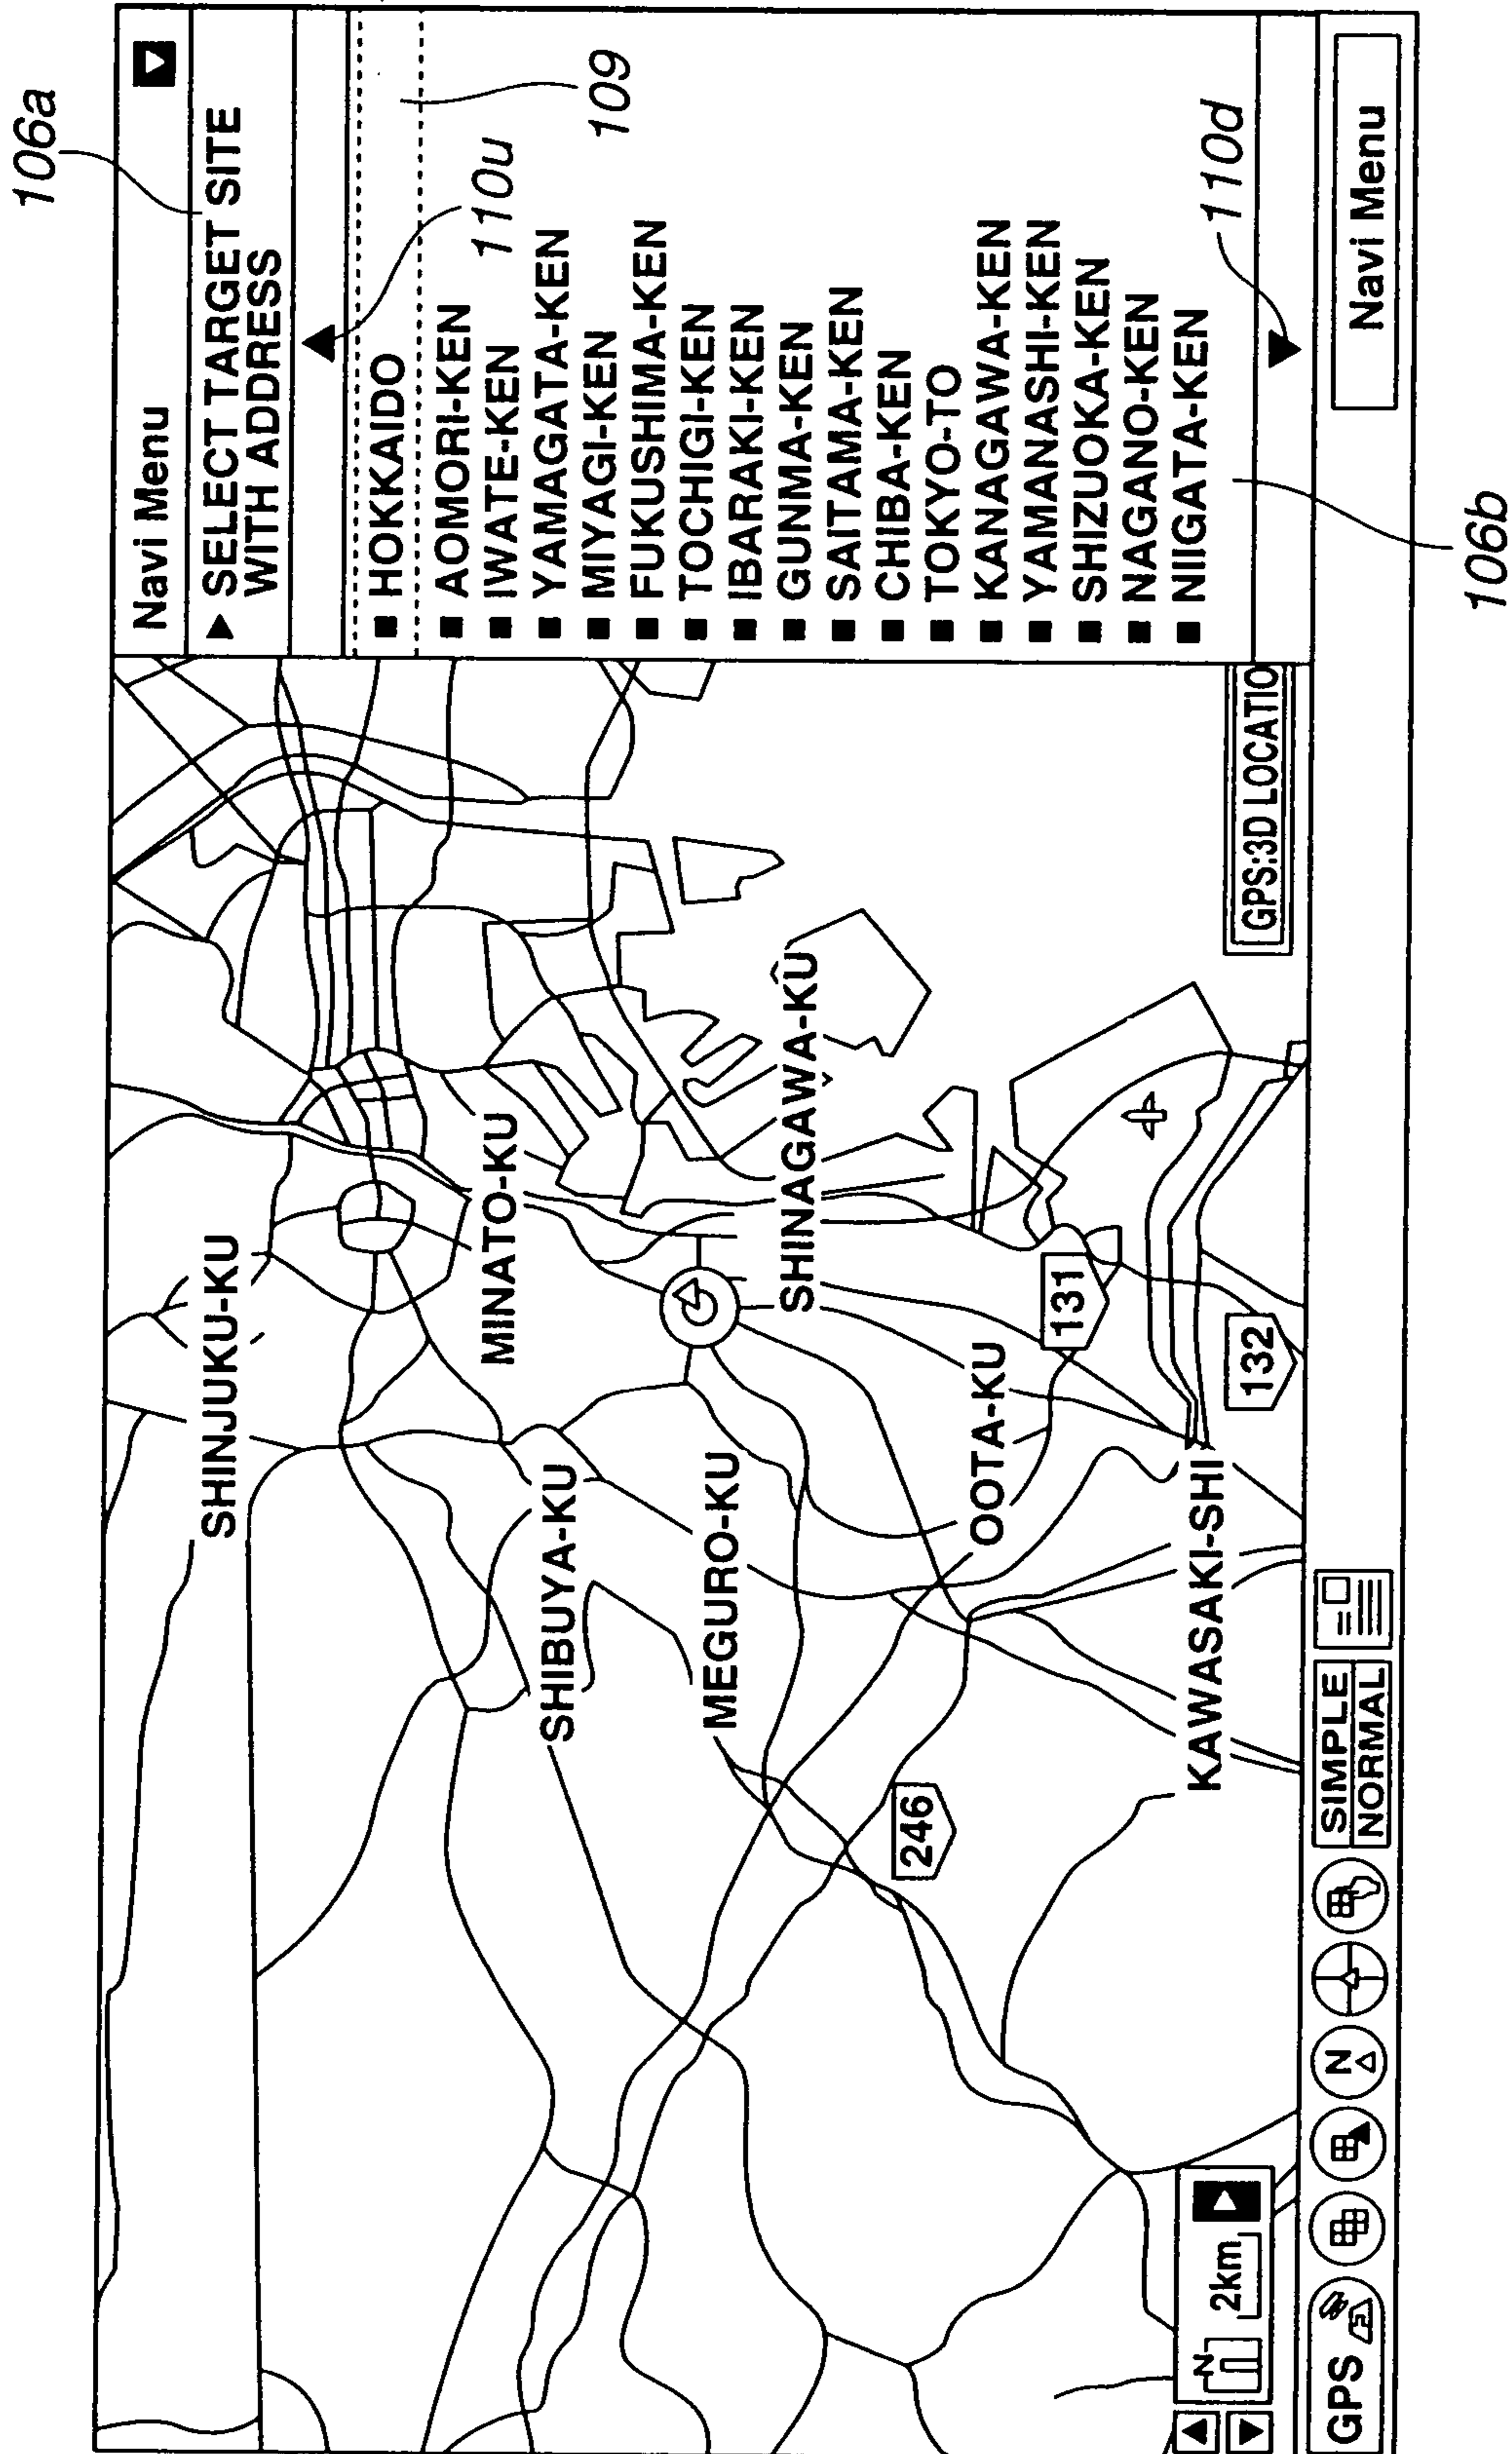 106a
Navi Menu
▶ SELECT TARGET SITE
WITH ADDRESS
110u
109
■ HOKKAIDO
■ AOMORI-KEN
■ IWATE-KEN
■ YAMAGATA-KEN
■ MIYAGI-KEN
■ FUKUSHIMA-KEN
■ TOCHIGI-KEN
■ IBARAKI-KEN
■ GUNMA-KEN
■ SAITAMA-KEN
■ CHIBA-KEN
■ TOKYO-TO
■ KANAGAWA-KEN
■ YAMANASHI-KEN
■ SHIZUOKA-KEN
■ NAGANO-KEN
■ NIIGATA-KEN
110d
106b
SHINJUKU-KU
MINATO-KU
SHIBUYA-KU
MEGURO-KU
SHINAGAWA-KU
246
OOTA-KU
131
KAWASAKI-SHI
132
GPS:3D LOCATIO
N
2km
GPS
N
SIMPLE
NORMAL
Navi Menu